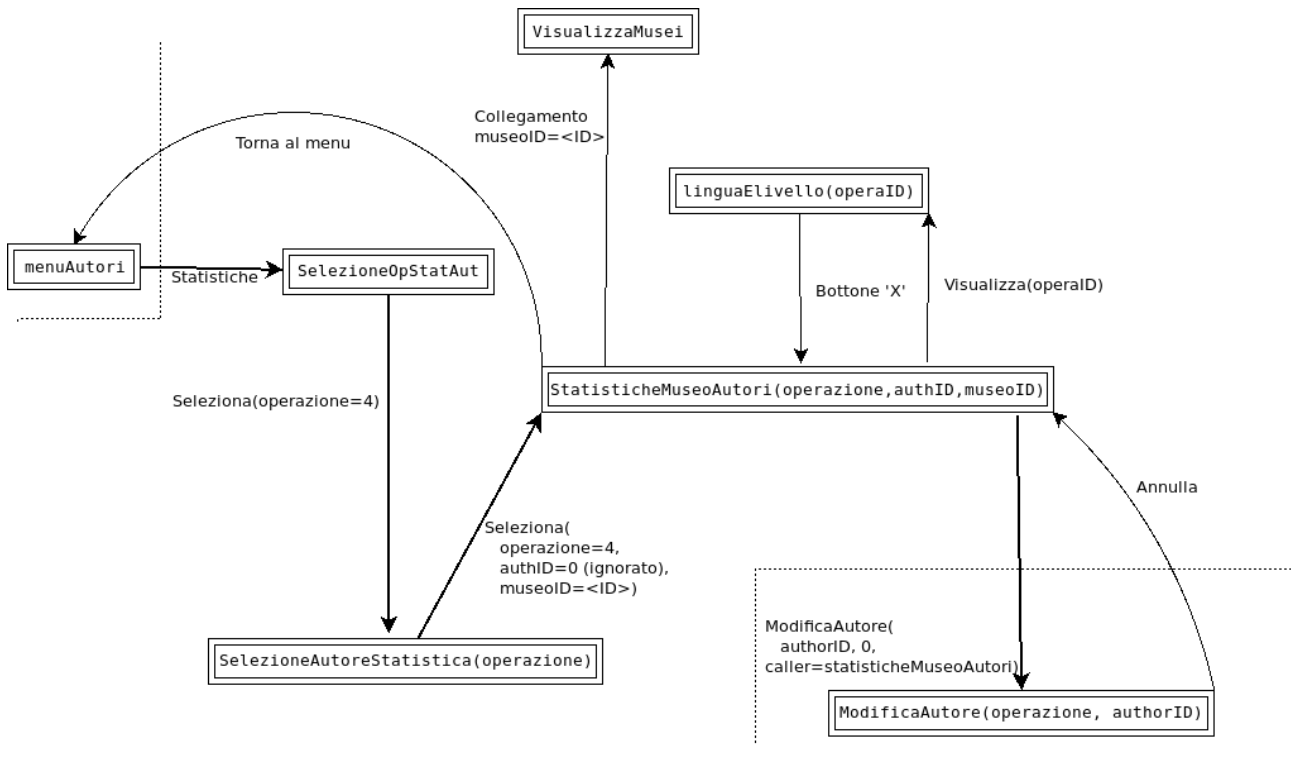 VisualizzaMusei
Collegamento
museoID=<ID>
Torna al menu
linguaElivello(operaID)
menuAutori
Statistiche
SelezioneOpStatAut
Bottone 'X'
Visualizza(operaID)
StatisticheMuseoAutori(operazione,authID,museoID)
Seleziona(operazione=4)
Annulla
Seleziona(
operazione=4,
authID=0 (ignorato),
museoID=<ID>)
ModificaAutore(
authorID, 0,
caller=statisticheMuseoAutori)
SelezioneAutoreStatistica(operazione)
ModificaAutore(operazione, authorID)